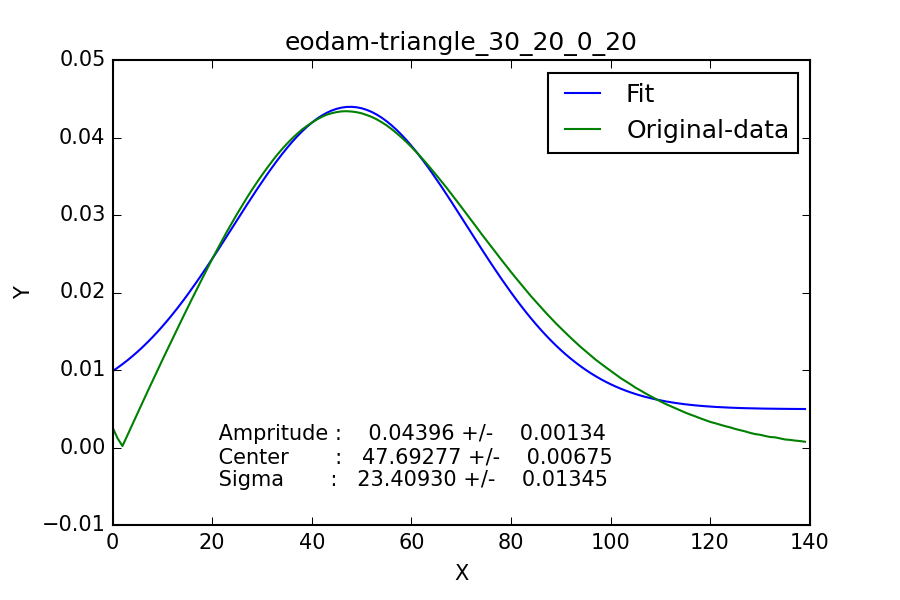 eodam-triangle_30_20_0_20
0.05
0.04
0.03
0.02
0.01
0.00
−0.01
Y
Fit
Original-data
Ampritude : 0.04396 +/- 0.00134
Center : 47.69277 +/- 0.00675
Sigma : 23.40930 +/- 0.01345
0 20 40 60 80 100 120 140
X